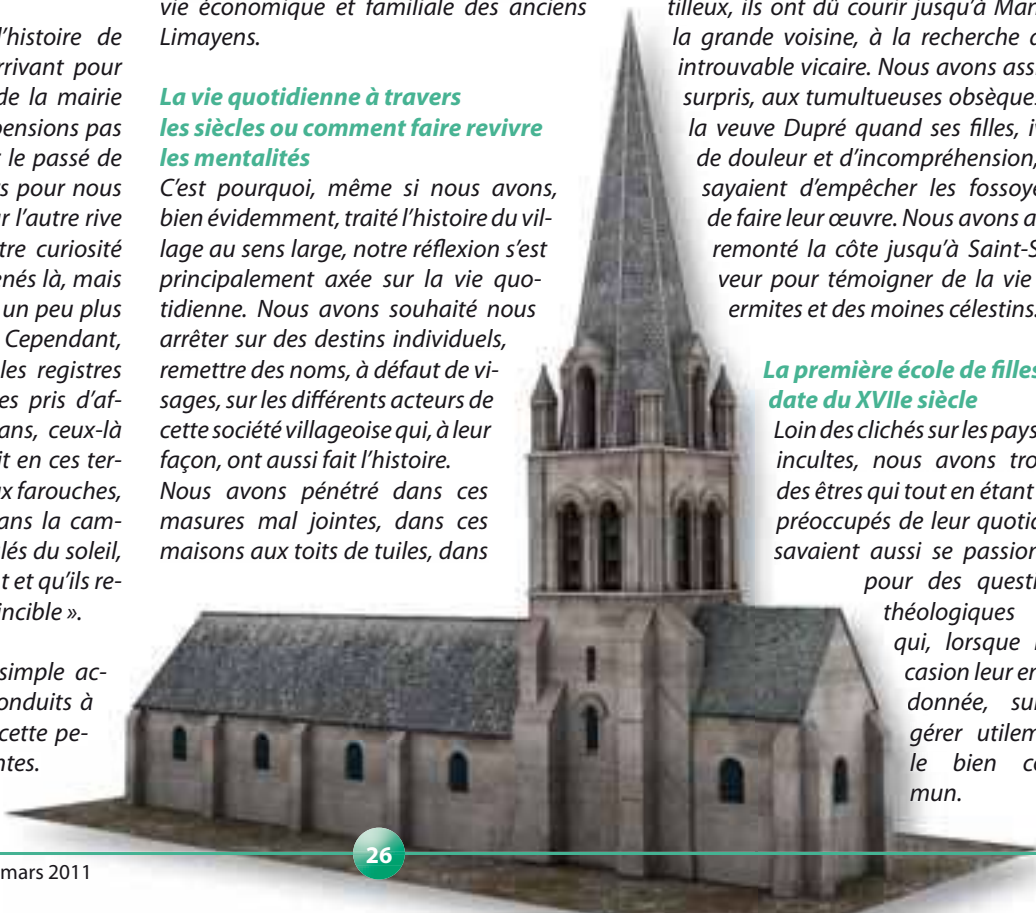 'histoire de
rrivant pour
de la mairie
pensions pas
le passé de
s pour nous
r l'autre rive
tre curiosité
enés là, mais
un peu plus
Cependant,
les registres
es pris d'af-
ans, ceux-là
it en ces ter-
x farouches,
ans la cam-
lés du soleil,
t et qu'ils re-
incible ».
simple ac-
onduits à
cette pe-
ntes.
vie économique et familiale des anciens
Limayens.
La vie quotidienne à travers
les siècles ou comment faire revivre
les mentalités
C'est pourquoi, même si nous avons,
bien évidemment, traité l'histoire du vil-
lage au sens large, notre réflexion s'est
principalement axée sur la vie quo-
tidienne. Nous avons souhaité nous
arrêter sur des destins individuels,
remettre des noms, à défaut de vi-
sages, sur les différents acteurs de
cette société villageoise qui, à leur
façon, ont aussi fait l'histoire.
Nous avons pénétré dans ces
masures mal jointes, dans ces
maisons aux toits de tuiles, dans
tilleux, ils ont dû courir jusqu'à Man
la grande voisine, à la recherche d
introuvable vicaire. Nous avons ass
surpris, aux tumultueuses obsèque
la veuve Dupré quand ses filles, i
de douleur et d'incompréhension,
sayaient d'empêcher les fossoye
de faire leur œuvre. Nous avons a
remonté la côte jusqu'à Saint-S
veur pour témoigner de la vie
ermites et des moines célestins.
La première école de filles
date du XVIIe siècle
Loin des clichés sur les pays
incultes, nous avons tro
des êtres qui tout en étant
préoccupés de leur quotid
savaient aussi se passion
pour des questi
théologiques
qui, lorsque l
casion leur en
donnée, su
gérer utilem
le bien co
mun.
mars 2011
26